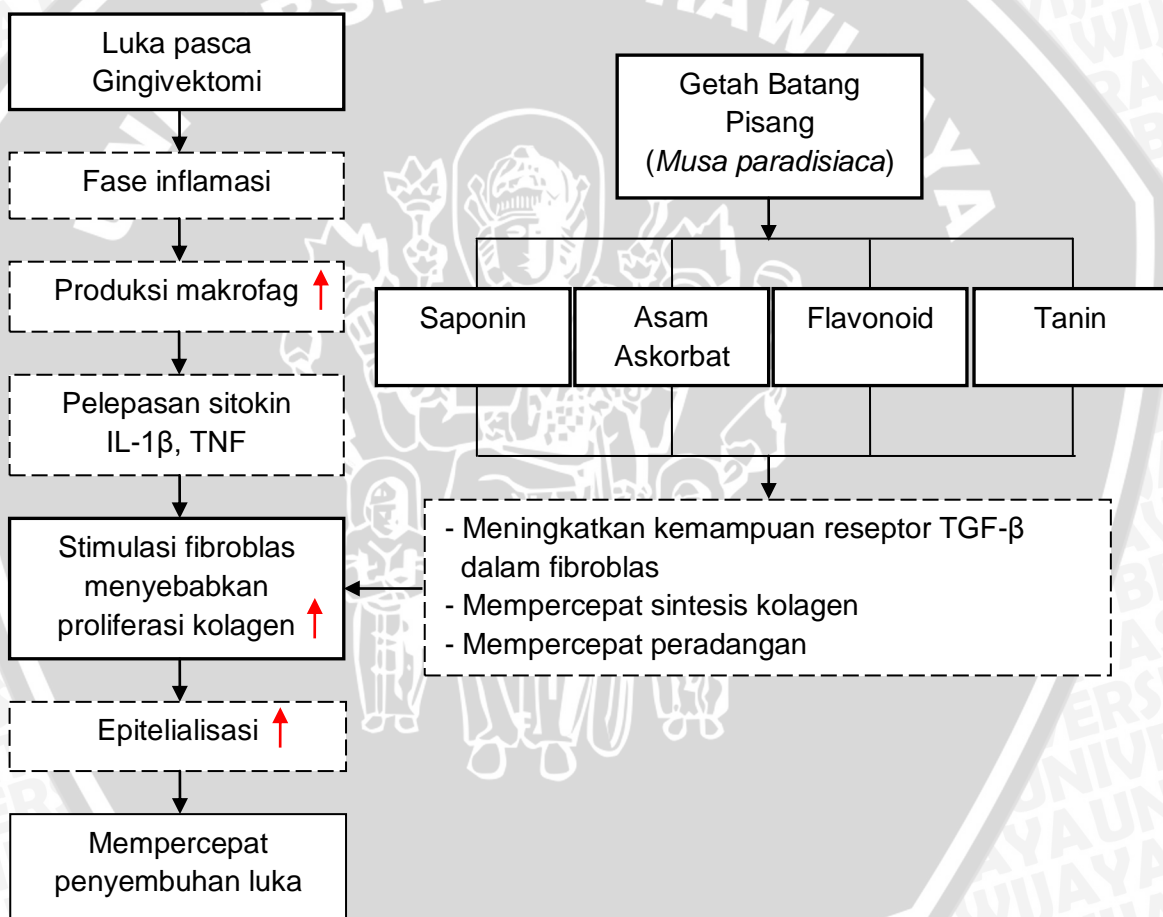 Luka pasca
Gingivektomi
Fase inflamasi
Produksi makrofag
Pelepasan sitokin
IL-1β, TNF
Stimulasi fibroblas
menyebabkan
proliferasi kolagen
Epitelialisasi
Mempercepat
penyembuhan luka
Getah Batang
Pisang
(Musa paradisiaca)
Saponin
Asam
Askorbat
Flavonoid
Tanin
- Meningkatkan kemampuan reseptor TGF-β
dalam fibroblas
- Mempercepat sintesis kolagen
- Mempercepat peradangan